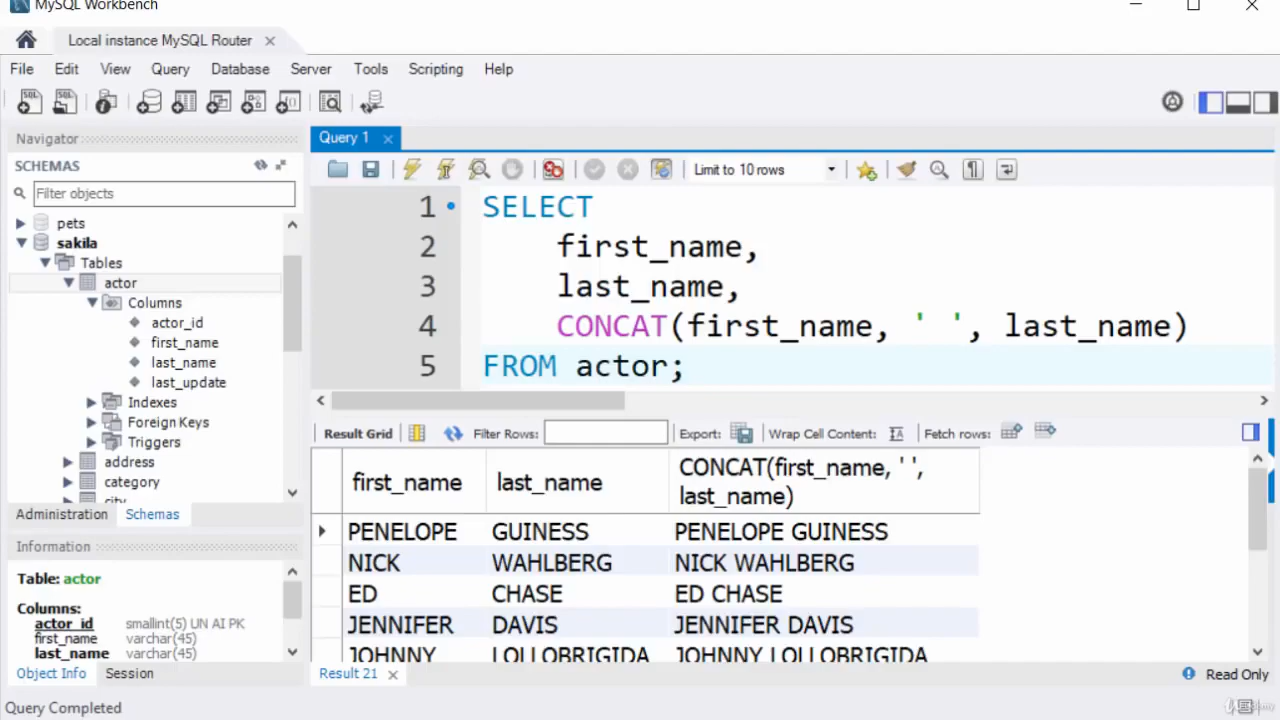 MySQL Workbench
Local instance MySQL Router
File Edit View Query Database Server Tools Scripting Help
Navigator
SCHEMAS
Filter objects
pets
sakila
Tables
actor
Columns
actor_id
first_name
last_name
last_update
Indexes
Foreign Keys
Triggers
address
category
city
Administration Schemas
Information
Table: actor
Columns:
actor_id smallint(5) UN AI PK
first_name varchar(45)
last_name varchar(45)
Object Info Session
Query 1
Limit to 10 rows
1 SELECT
2 first_name,
3 last_name,
4 CONCAT(first_name, ' ', last_name)
5 FROM actor;
Result Grid Filter Rows: Export: Wrap Cell Content: Fetch rows:
first_name last_name CONCAT(first_name, ' ',
last_name)
PENELOPE GUINESS PENELOPE GUINESS
NICK WAHLBERG NICK WAHLBERG
ED CHASE ED CHASE
JENNIFER DAVIS JENNIFER DAVIS
JOHNNY LOLLOBRIGIDA JOHNNY LOLLOBRIGIDA
Result 21 Read Only
Query Completed